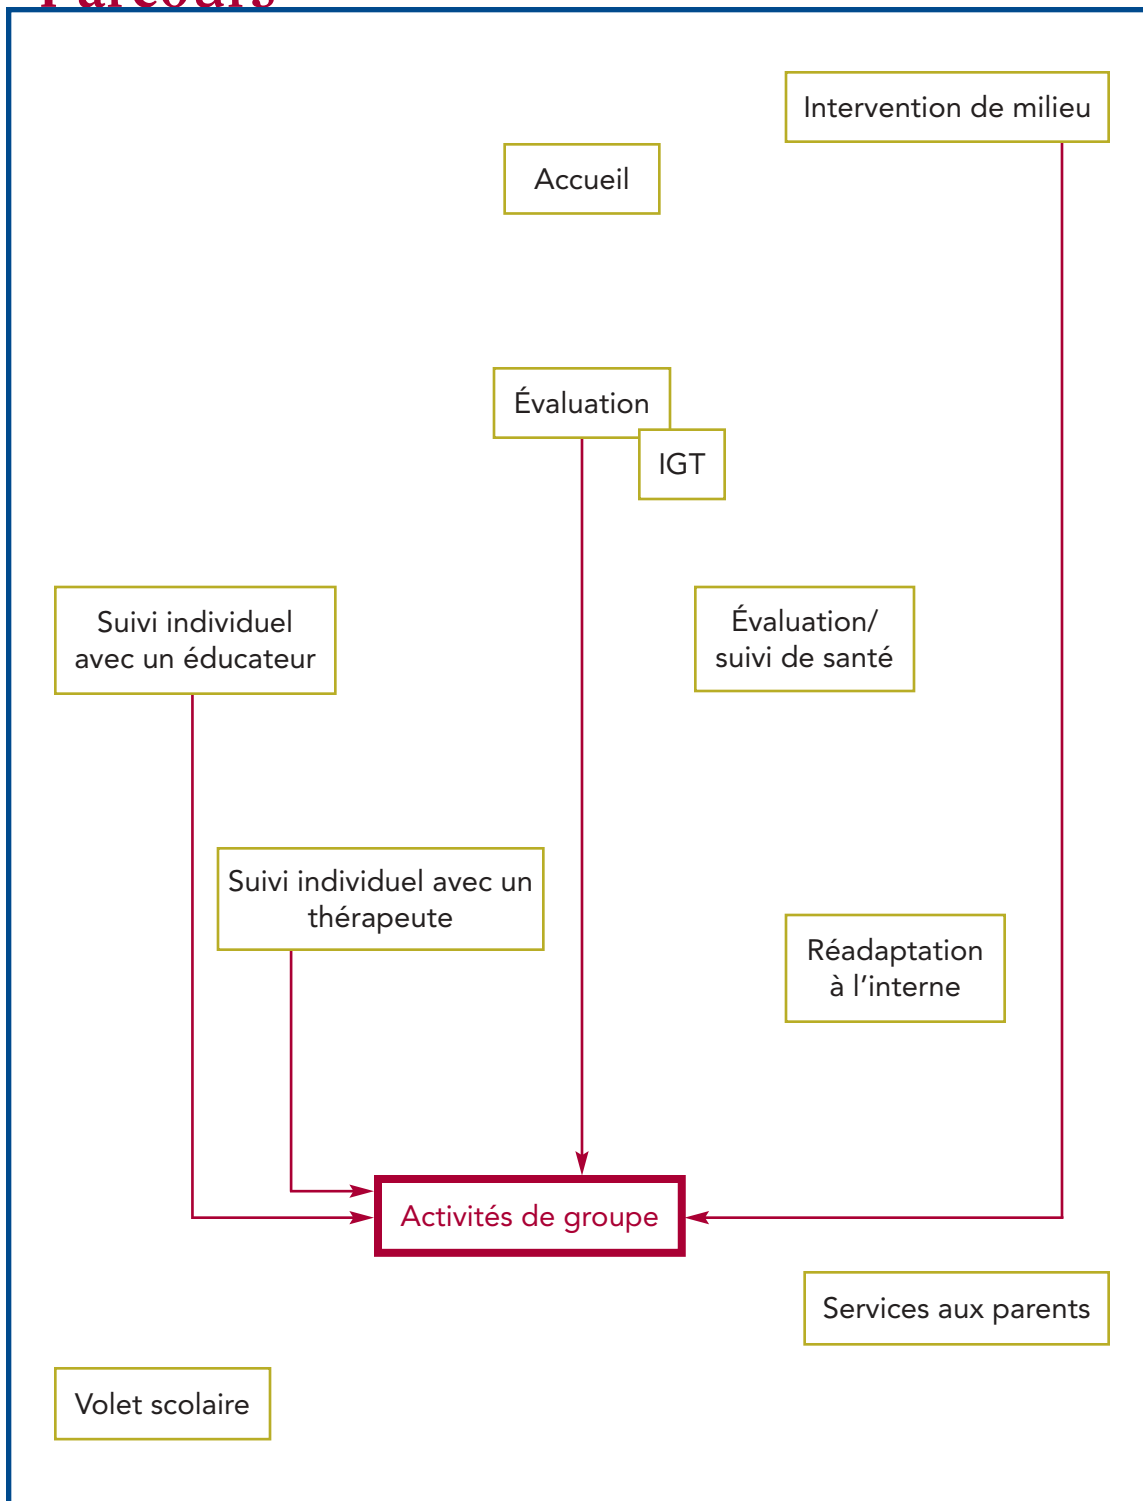 Parcours
Intervention de milieu
Accueil
Évaluation
IGT
Suivi individuel
avec un éducateur
Évaluation/
suivi de santé
Suivi individuel avec un
thérapeute
Réadaptation
à l’interne
Activités de groupe
Services aux parents
Volet scolaire